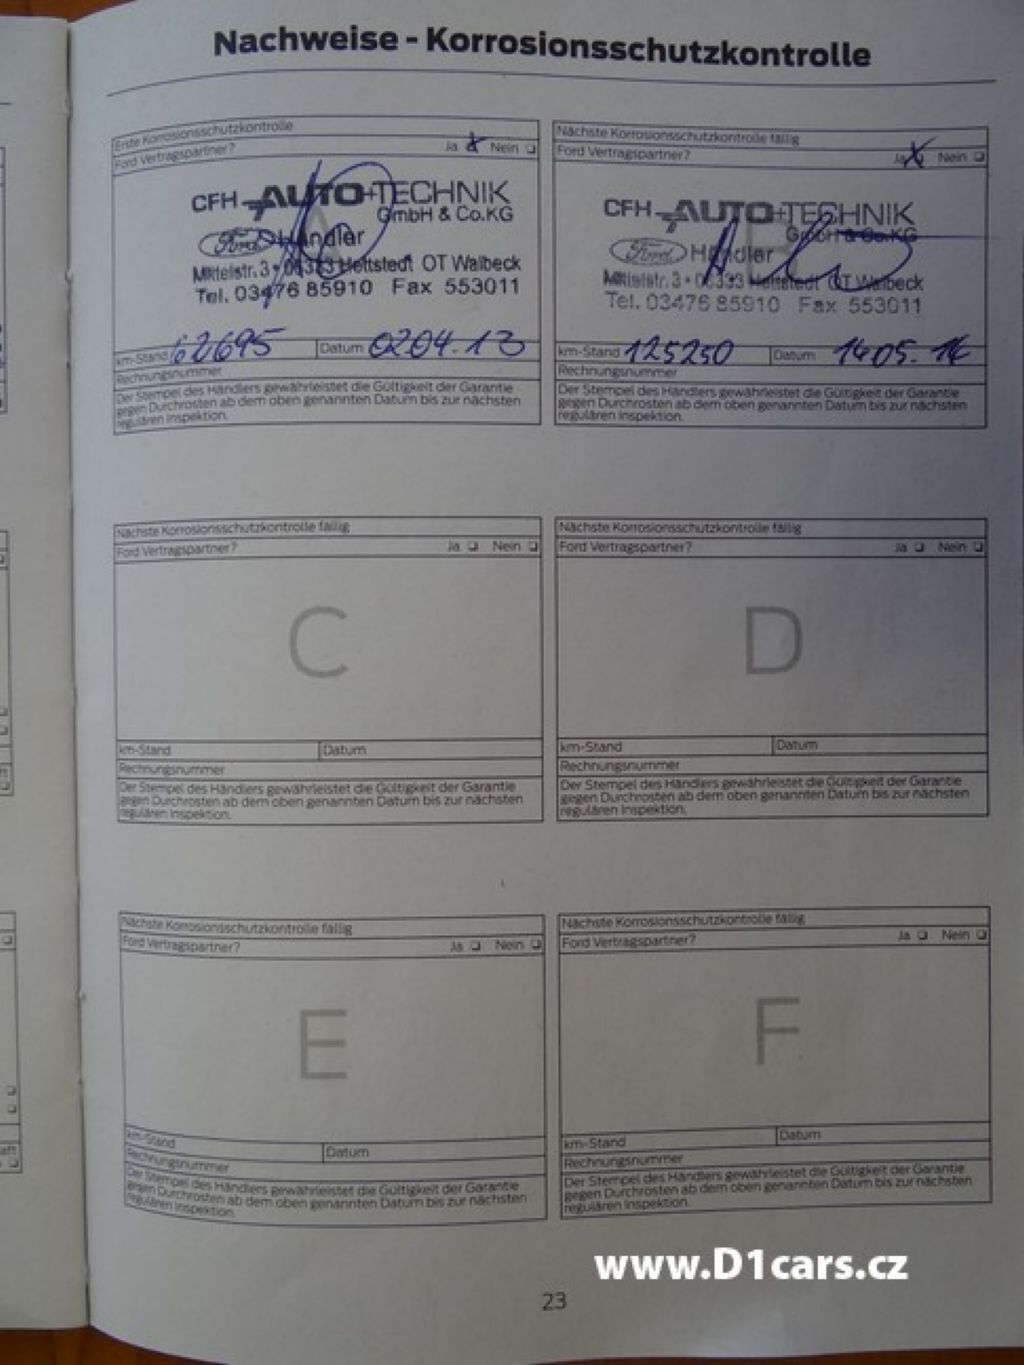 Nachweise - Korrosionsschutzkontrolle
Erste Korrosionsschutzkontrolle
Ford Vertragspartner? Ja Nein
CFH AUTO+TECHNIK
GmbH & Co.KG
Ford Händler
Mittelstr. 3 • 06333 Hettstedt OT Walbeck
Tel. 03476 85910 Fax 553011
km-Stand 62695 Datum 02.04.13
Rechnungsnummer
Der Stempel des Händlers gewährleistet die Gültigkeit der Garantie
gegen Durchrosten ab dem oben genannten Datum bis zur nächsten
regulären Inspektion.
Nächste Korrosionsschutzkontrolle fällig
Ford Vertragspartner? Ja Nein
CFH AUTO+TECHNIK
GmbH & Co.KG
Ford Händler
Mittelstr. 3 • 06333 Hettstedt OT Walbeck
Tel. 03476 85910 Fax 553011
km-Stand 125250 Datum 14.05.14
Rechnungsnummer
Der Stempel des Händlers gewährleistet die Gültigkeit der Garantie
gegen Durchrosten ab dem oben genannten Datum bis zur nächsten
regulären Inspektion.
Nächste Korrosionsschutzkontrolle fällig
Ford Vertragspartner? Ja Nein
C
km-Stand Datum
Rechnungsnummer
Der Stempel des Händlers gewährleistet die Gültigkeit der Garantie
gegen Durchrosten ab dem oben genannten Datum bis zur nächsten
regulären Inspektion.
Nächste Korrosionsschutzkontrolle fällig
Ford Vertragspartner? Ja Nein
D
km-Stand Datum
Rechnungsnummer
Der Stempel des Händlers gewährleistet die Gültigkeit der Garantie
gegen Durchrosten ab dem oben genannten Datum bis zur nächsten
regulären Inspektion.
Nächste Korrosionsschutzkontrolle fällig
Ford Vertragspartner? Ja Nein
E
km-Stand Datum
Rechnungsnummer
Der Stempel des Händlers gewährleistet die Gültigkeit der Garantie
gegen Durchrosten ab dem oben genannten Datum bis zur nächsten
regulären Inspektion.
Nächste Korrosionsschutzkontrolle fällig
Ford Vertragspartner? Ja Nein
F
km-Stand Datum
Rechnungsnummer
Der Stempel des Händlers gewährleistet die Gültigkeit der Garantie
gegen Durchrosten ab dem oben genannten Datum bis zur nächsten
regulären Inspektion.
www.D1cars.cz
23